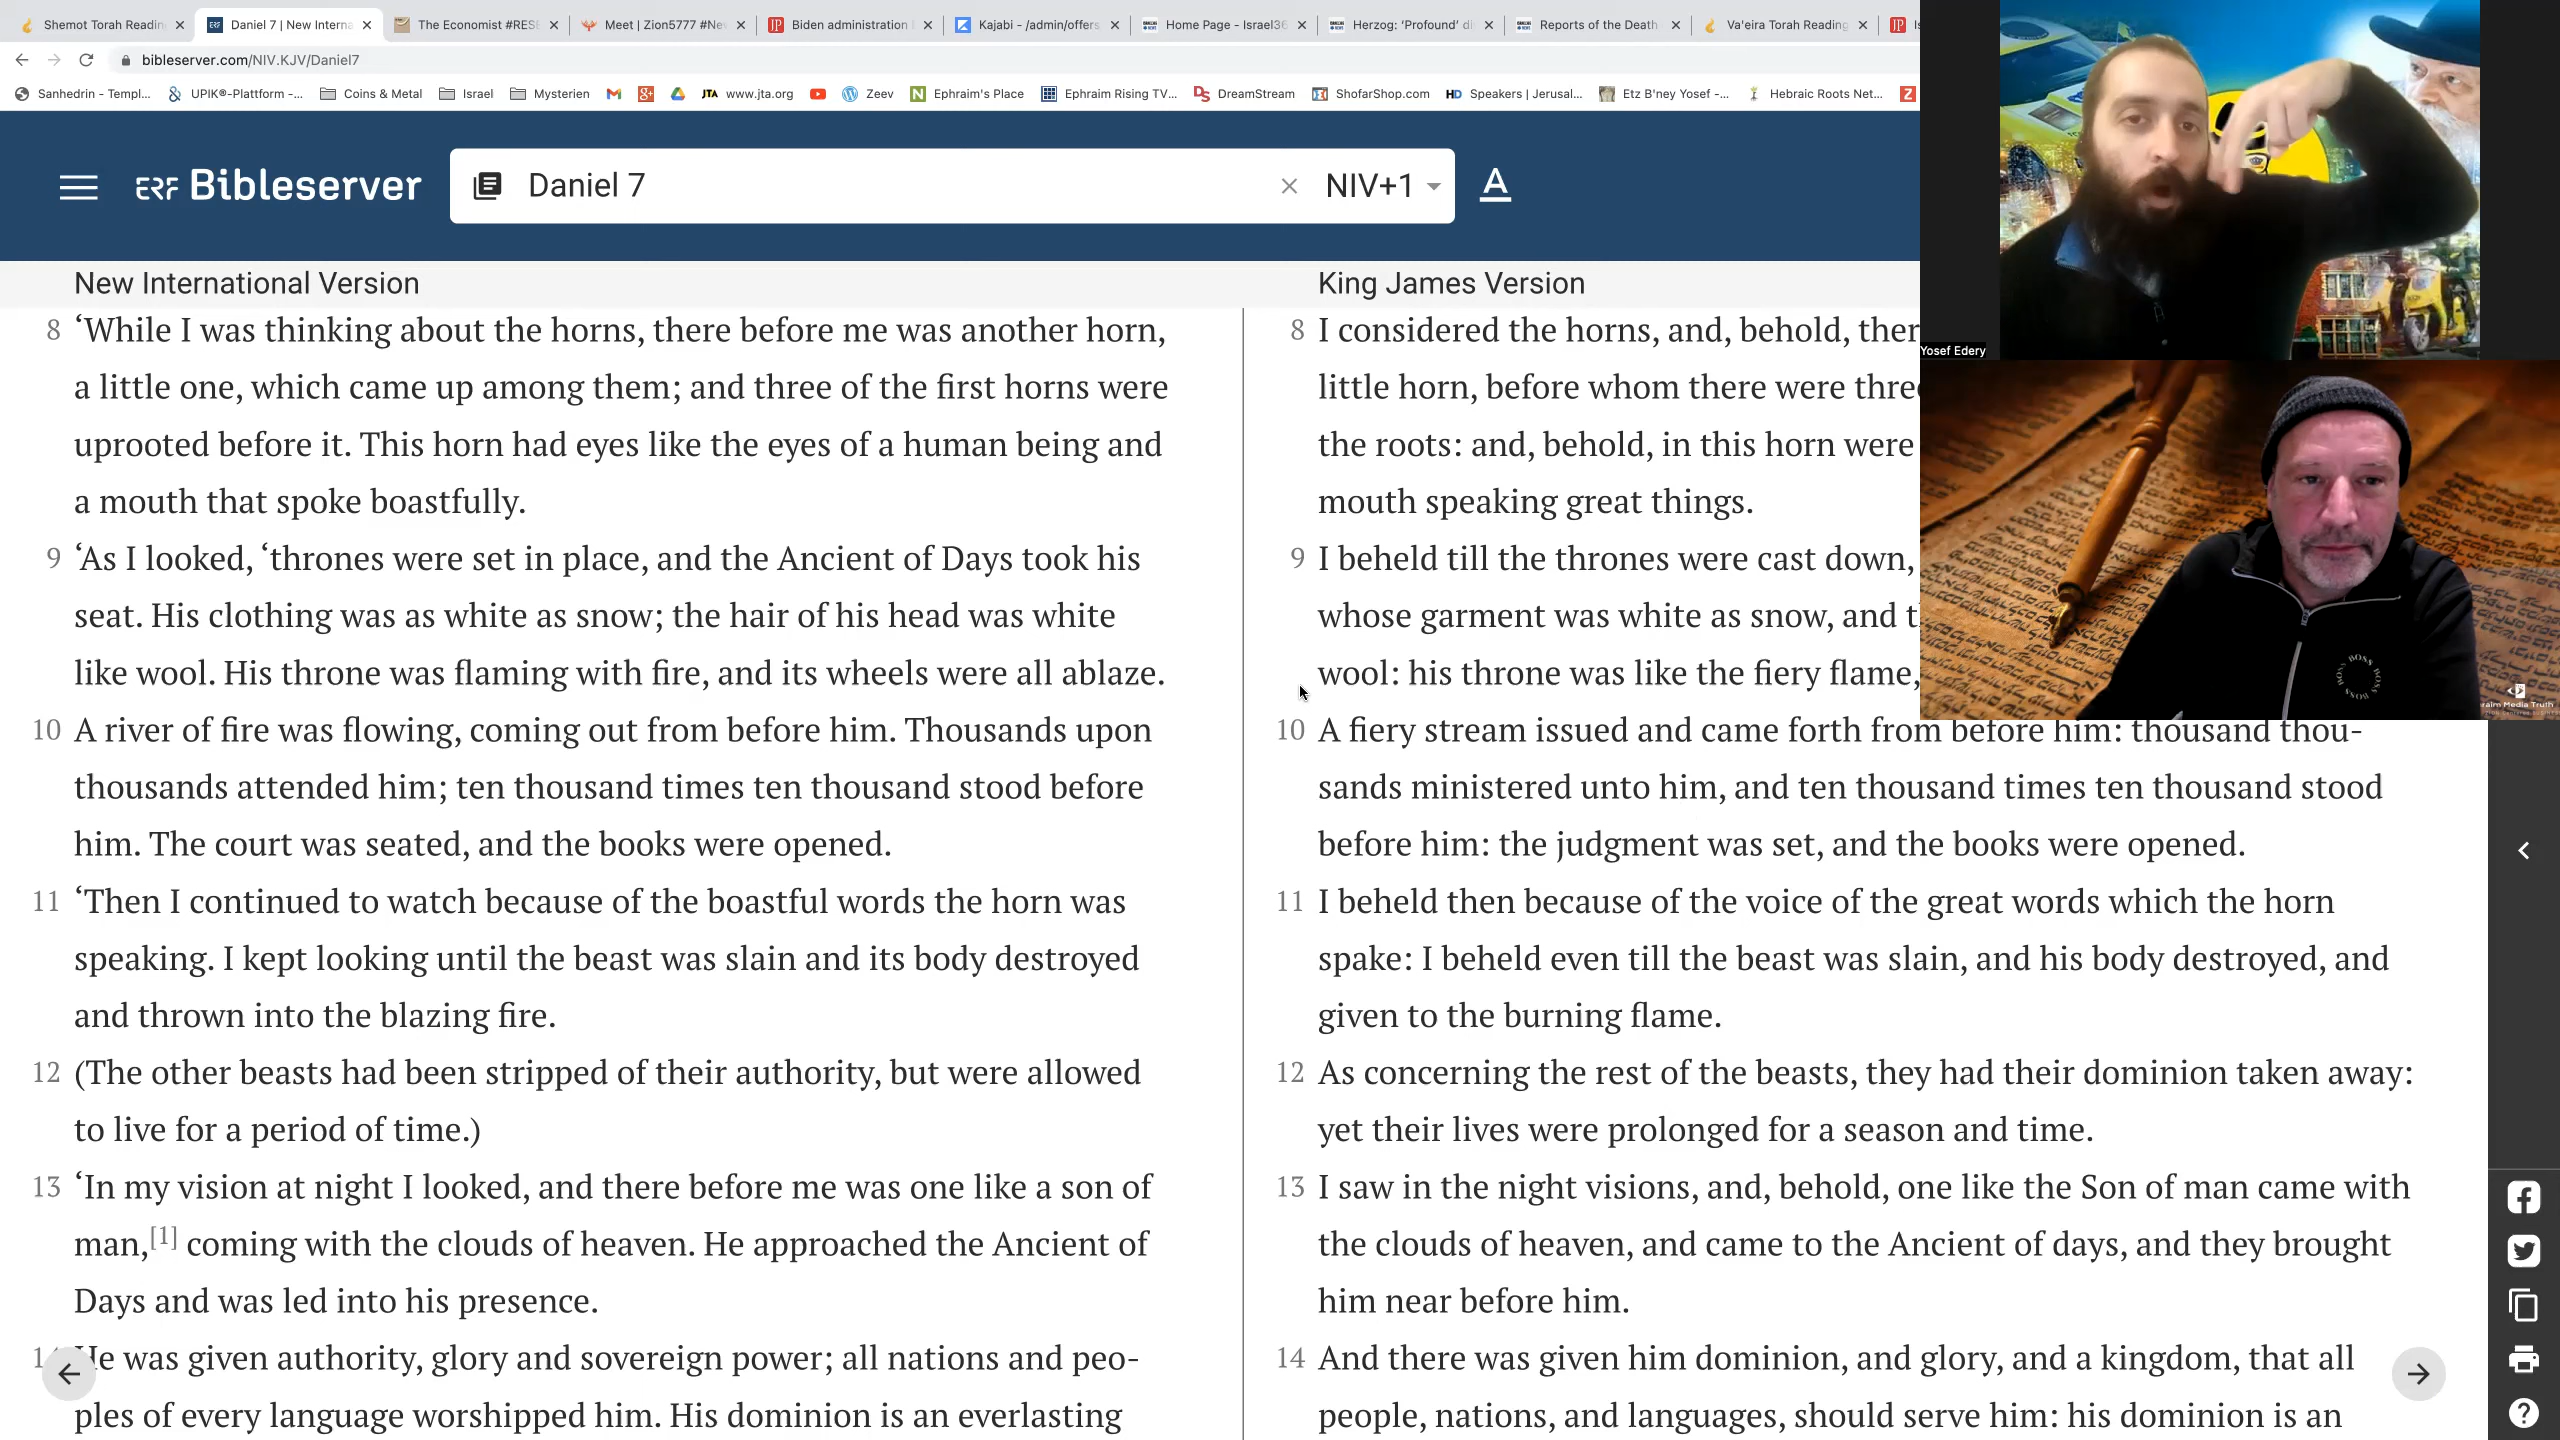 Shemot Torah Readin
Daniel 7 | New Interna
The Economist #RESE
Meet | Zion5777 #Ne
Biden administration
Kajabi - /admin/offers
Home Page - Israel36
Herzog: ‘Profound’ di
Reports of the Death
Va'eira Torah Reading
bibleserver.com/NIV.KJV/Daniel7
Sanhedrin - Templ...
UPIK®-Plattform -...
Coins & Metal
Israel
Mysterien
JTA www.jta.org
Zeev
Ephraim's Place
Ephraim Rising TV...
DreamStream
ShofarShop.com
HD Speakers | Jerusal...
Etz B'ney Yosef -...
Hebraic Roots Net...
ERF Bibleserver
Daniel 7
NIV+1
A
New International Version
8 ‘While I was thinking about the horns, there before me was another horn,
a little one, which came up among them; and three of the first horns were
uprooted before it. This horn had eyes like the eyes of a human being and
a mouth that spoke boastfully.
9 ‘As I looked, ‘thrones were set in place, and the Ancient of Days took his
seat. His clothing was as white as snow; the hair of his head was white
like wool. His throne was flaming with fire, and its wheels were all ablaze.
10 A river of fire was flowing, coming out from before him. Thousands upon
thousands attended him; ten thousand times ten thousand stood before
him. The court was seated, and the books were opened.
11 ‘Then I continued to watch because of the boastful words the horn was
speaking. I kept looking until the beast was slain and its body destroyed
and thrown into the blazing fire.
12 (The other beasts had been stripped of their authority, but were allowed
to live for a period of time.)
13 ‘In my vision at night I looked, and there before me was one like a son of
man,[1] coming with the clouds of heaven. He approached the Ancient of
Days and was led into his presence.
He was given authority, glory and sovereign power; all nations and peo-
ples of every language worshipped him. His dominion is an everlasting
King James Version
8 I considered the horns, and, behold, ther
little horn, before whom there were three
the roots: and, behold, in this horn were
mouth speaking great things.
9 I beheld till the thrones were cast down,
whose garment was white as snow, and t
wool: his throne was like the fiery flame,
10 A fiery stream issued and came forth from before him: thousand thou-
sands ministered unto him, and ten thousand times ten thousand stood
before him: the judgment was set, and the books were opened.
11 I beheld then because of the voice of the great words which the horn
spake: I beheld even till the beast was slain, and his body destroyed, and
given to the burning flame.
12 As concerning the rest of the beasts, they had their dominion taken away:
yet their lives were prolonged for a season and time.
13 I saw in the night visions, and, behold, one like the Son of man came with
the clouds of heaven, and came to the Ancient of days, and they brought
him near before him.
14 And there was given him dominion, and glory, and a kingdom, that all
people, nations, and languages, should serve him: his dominion is an
Yosef Edery
BOSS BOSS BOSS
raim Media Truth